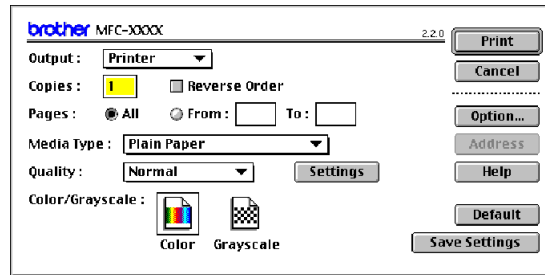 brother MFC-XXXX 2.2.0
Print
Output : Printer
Cancel
Copies : 1 Reverse Order
Pages : All From : To :
Option...
Media Type : Plain Paper
Address
Quality : Normal Settings
Help
Color/Grayscale :
Color Grayscale
Default
Save Settings